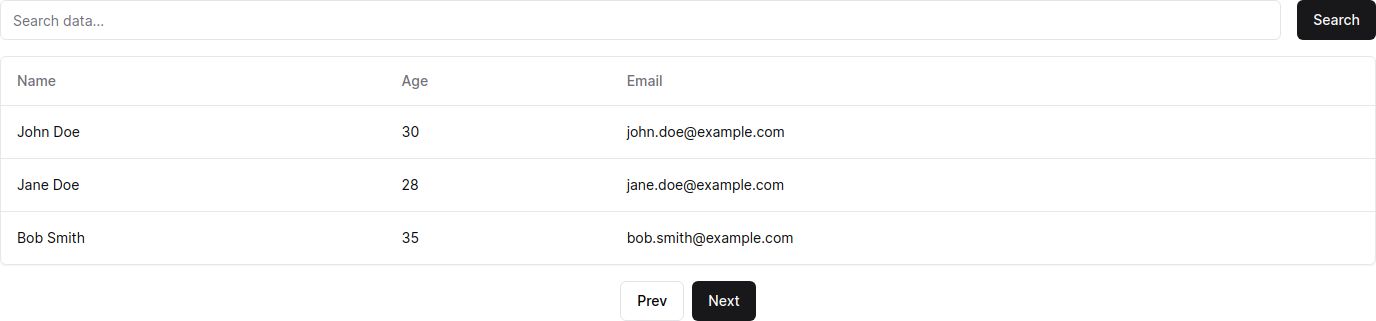 Search data...
Search
Name Age Email
John Doe 30 john.doe@example.com
Jane Doe 28 jane.doe@example.com
Bob Smith 35 bob.smith@example.com
Prev Next